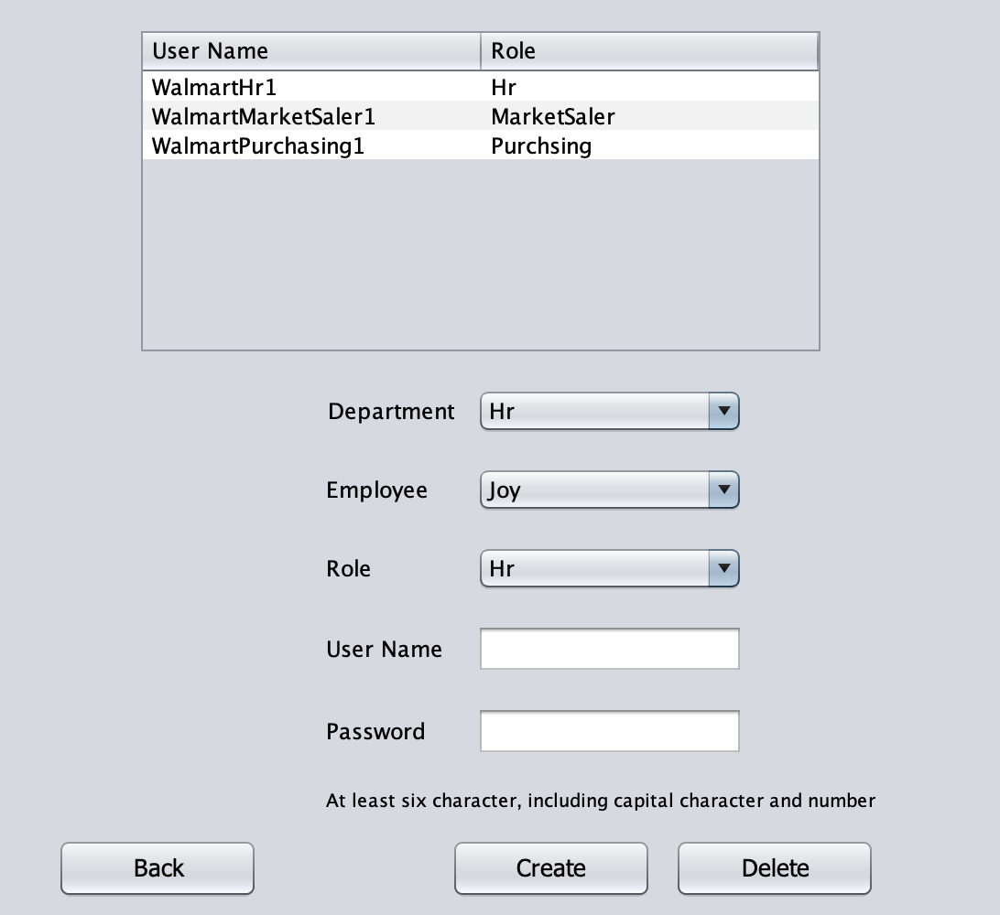 User Name Role
WalmartHr1 Hr
WalmartMarketSaler1 MarketSaler
WalmartPurchasing1 Purchsing
Department Hr
Employee Joy
Role Hr
User Name
Password
At least six character, including capital character and number
Back Create Delete